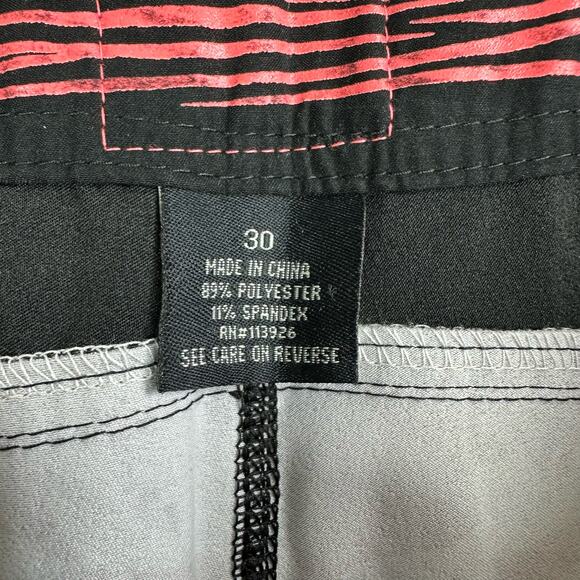 30
MADE IN CHINA
89% POLYESTER
11% SPANDEX
RN#113926
SEE CARE ON REVERSE